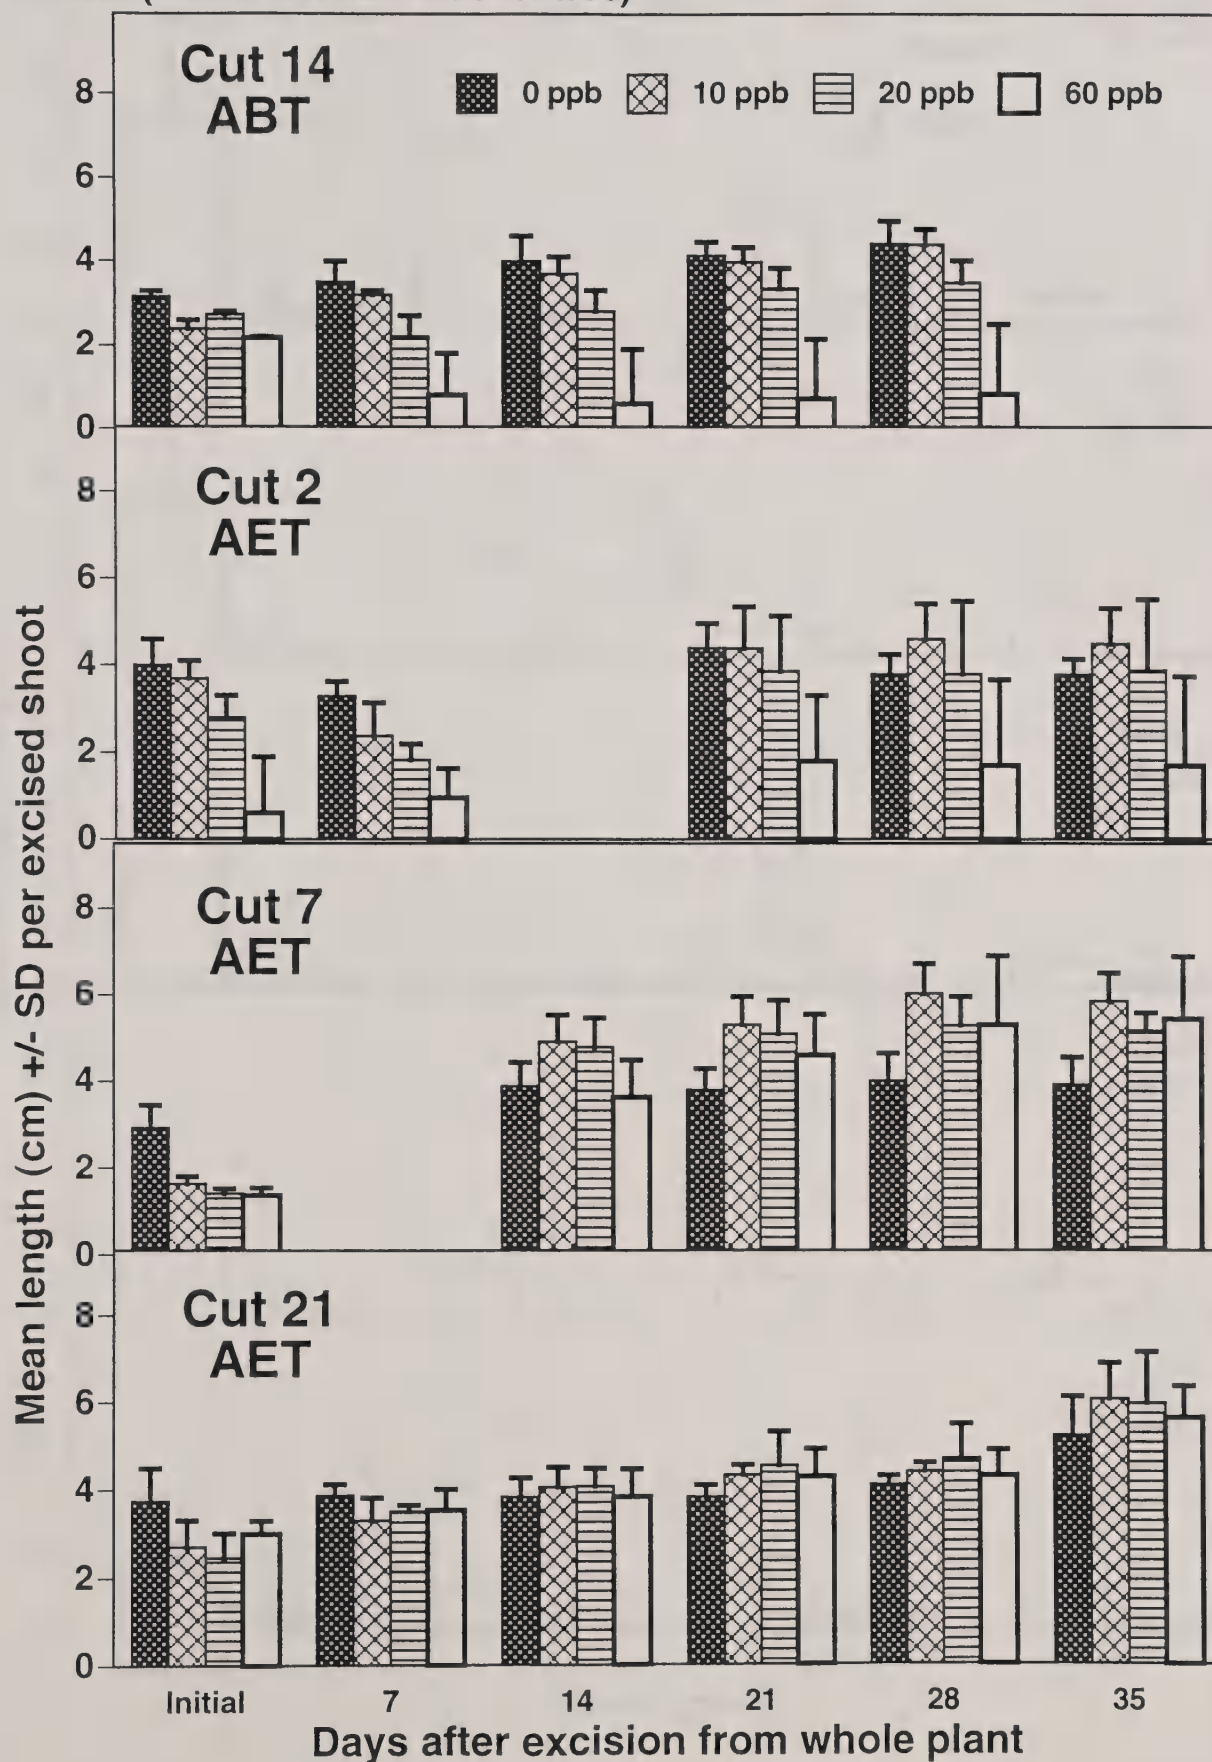 Cut 14
ABT
0 ppb 10 ppb 20 ppb 60 ppb
8
6
4
2
0
Cut 2
AET
8
6
4
2
0
Cut 7
AET
8
6
4
2
0
Cut 21
AET
8
6
4
2
0
Mean length (cm) +/- SD per excised shoot
Initial 7 14 21 28 35
Days after excision from whole plant